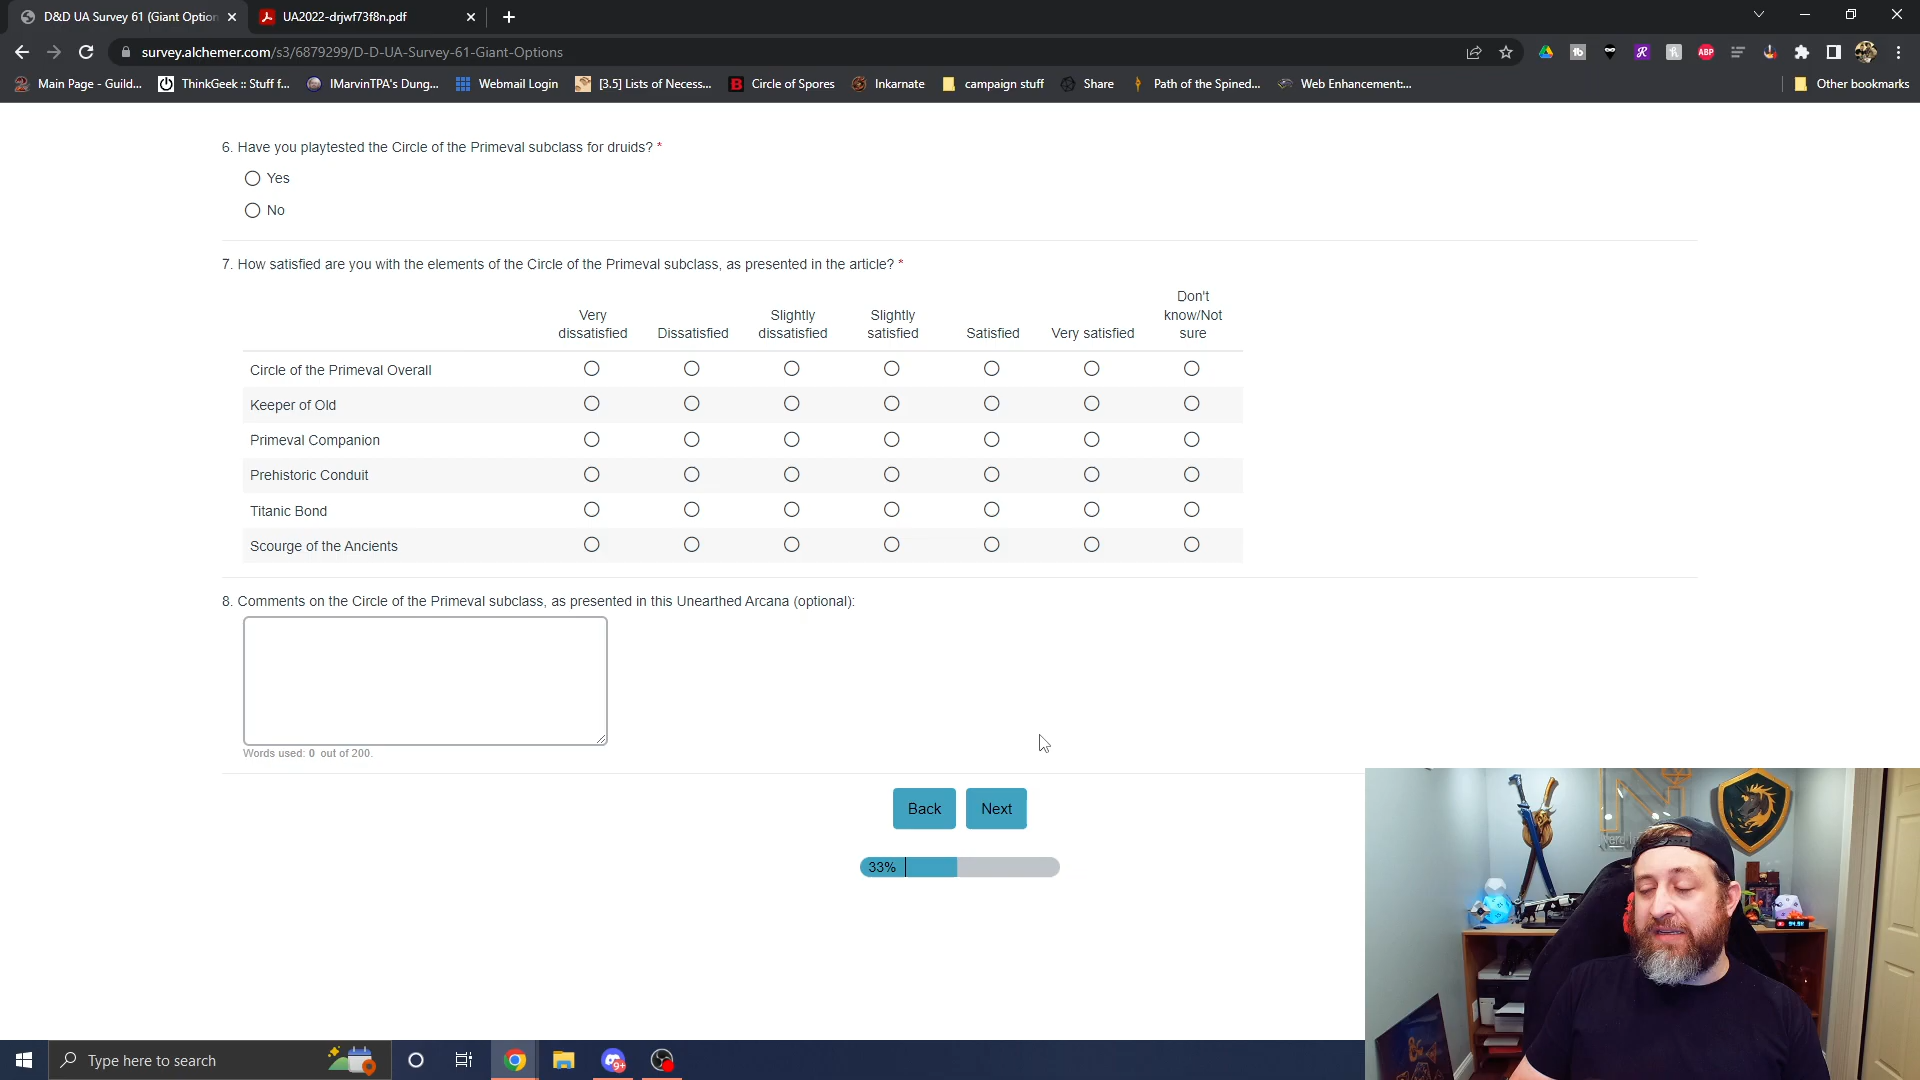 D&D UA Survey 61 (Giant Option
UA2022-drjwf73f8n.pdf
survey.alchemer.com/s3/6879299/D-D-UA-Survey-61-Giant-Options
ABP
Main Page - Guild...
ThinkGeek :: Stuff f...
IMarvinTPA's Dung...
Webmail Login
[3.5] Lists of Necess...
Circle of Spores
Inkarnate
campaign stuff
Share
Path of the Spined...
Web Enhancement:...
Other bookmarks
6. Have you playtested the Circle of the Primeval subclass for druids? *
Yes
No
7. How satisfied are you with the elements of the Circle of the Primeval subclass, as presented in the article? *
Very dissatisfied
Dissatisfied
Slightly dissatisfied
Slightly satisfied
Satisfied
Very satisfied
Don't know/Not sure
Circle of the Primeval Overall
Keeper of Old
Primeval Companion
Prehistoric Conduit
Titanic Bond
Scourge of the Ancients
8. Comments on the Circle of the Primeval subclass, as presented in this Unearthed Arcana (optional):
Words used: 0 out of 200.
Back
Next
33%
Type here to search
9+